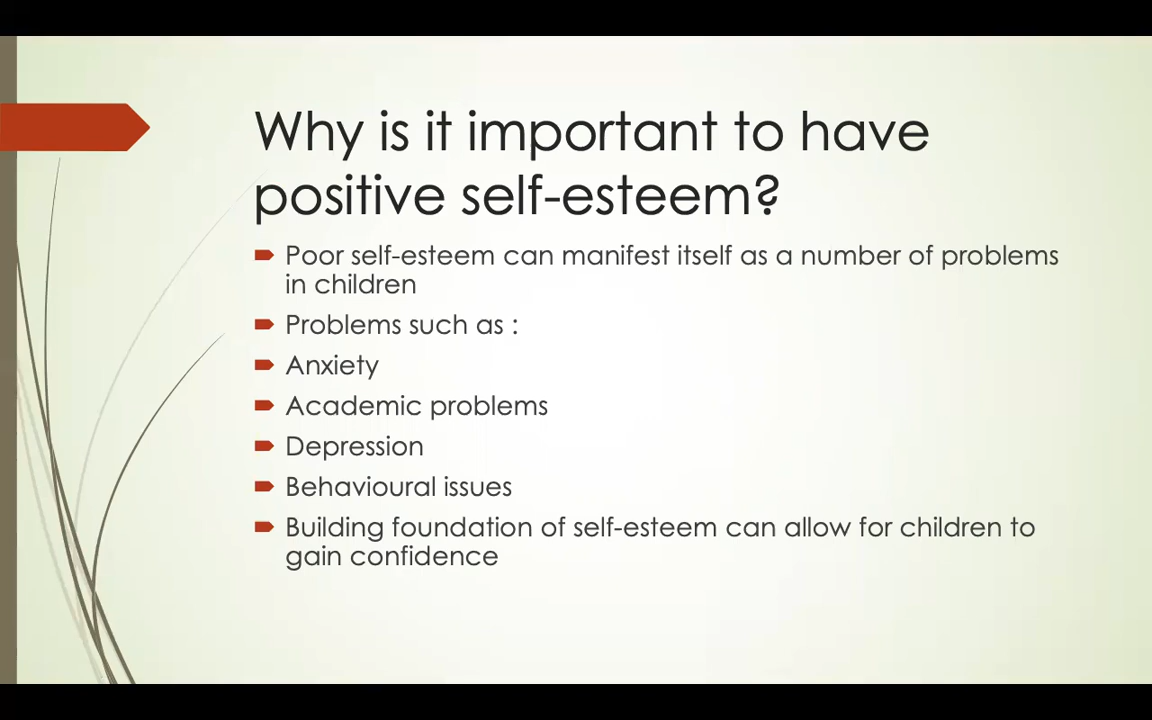 Why is it important to have
positive self-esteem?
Poor self-esteem can manifest itself as a number of problems
in children
Problems such as :
Anxiety
Academic problems
Depression
Behavioural issues
Building foundation of self-esteem can allow for children to
gain confidence